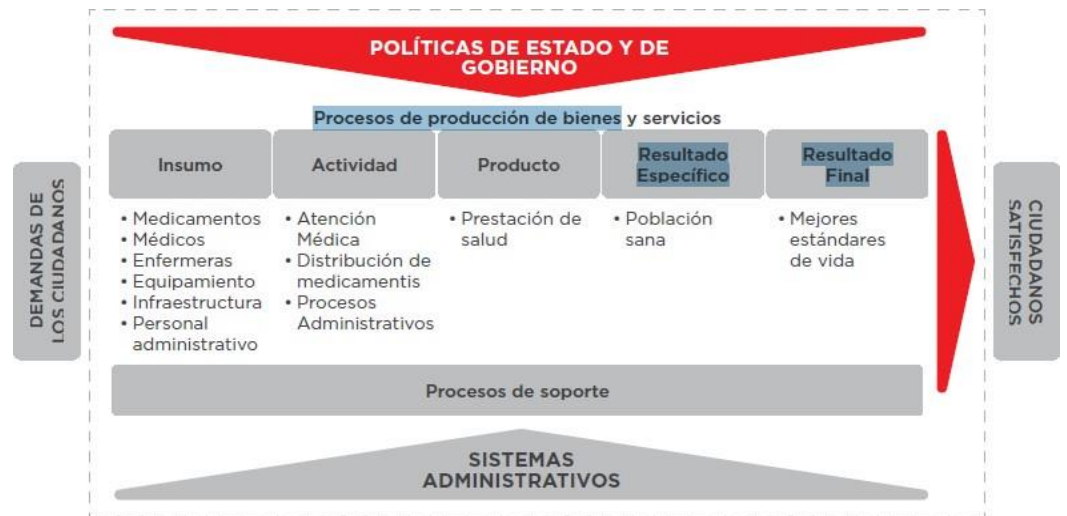 POLÍTICAS DE ESTADO Y DE
GOBIERNO
Procesos de producción de bienes y servicios
DEMANDAS DE
LOS CIUDADANOS
Insumo
• Medicamentos
• Médicos
• Enfermeras
• Equipamiento
• Infraestructura
• Personal
administrativo
Actividad
• Atención
Médica
• Distribución de
medicamentis
• Procesos
Administrativos
Producto
• Prestación de
salud
Resultado
Específico
• Población
sana
Resultado
Final
• Mejores
estándares
de vida
CIUDADANOS
SATISFECHOS
Procesos de soporte
SISTEMAS
ADMINISTRATIVOS